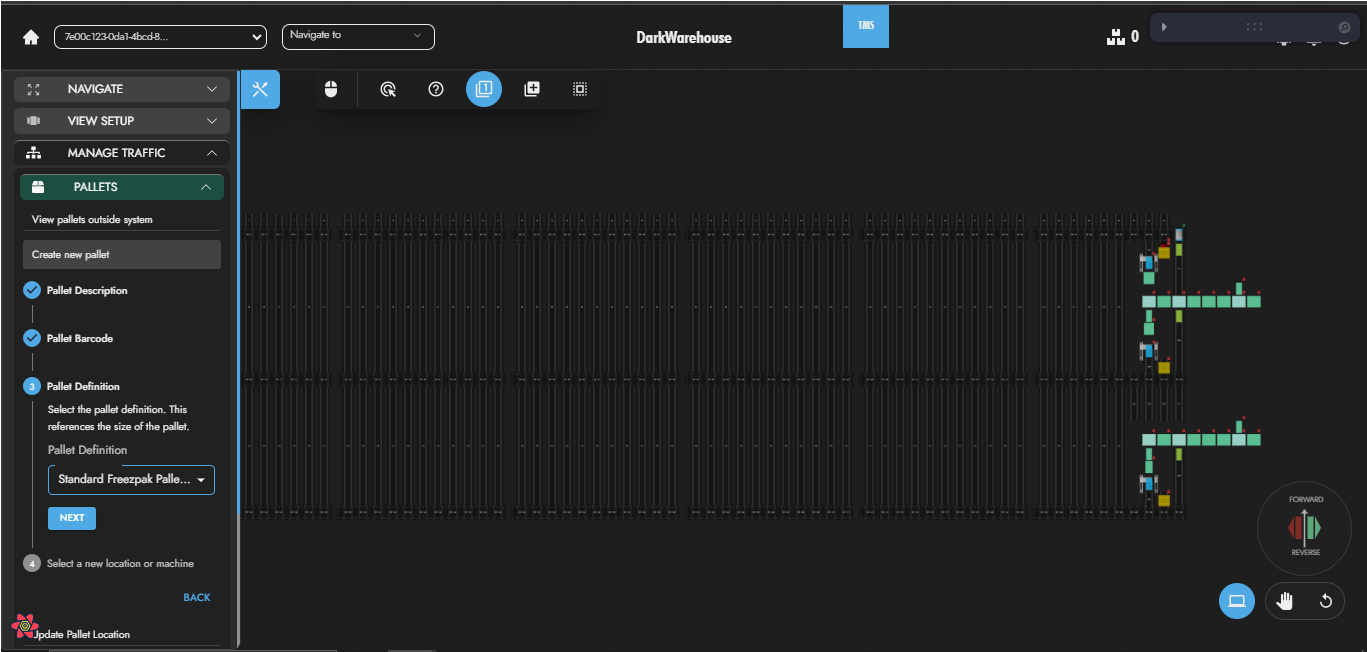 7e00c123-0da1-4bcd-8...
Navigate to
DarkWarehouse
TMS
0
NAVIGATE
VIEW SETUP
MANAGE TRAFFIC
PALLETS
View pallets outside system
Create new pallet
Pallet Description
Pallet Barcode
3 Pallet Definition
Select the pallet definition. This
references the size of the pallet.
Pallet Definition
Standard Freezpak Palle...
NEXT
4 Select a new location or machine
BACK
Update Pallet Location
1
FORWARD
REVERSE